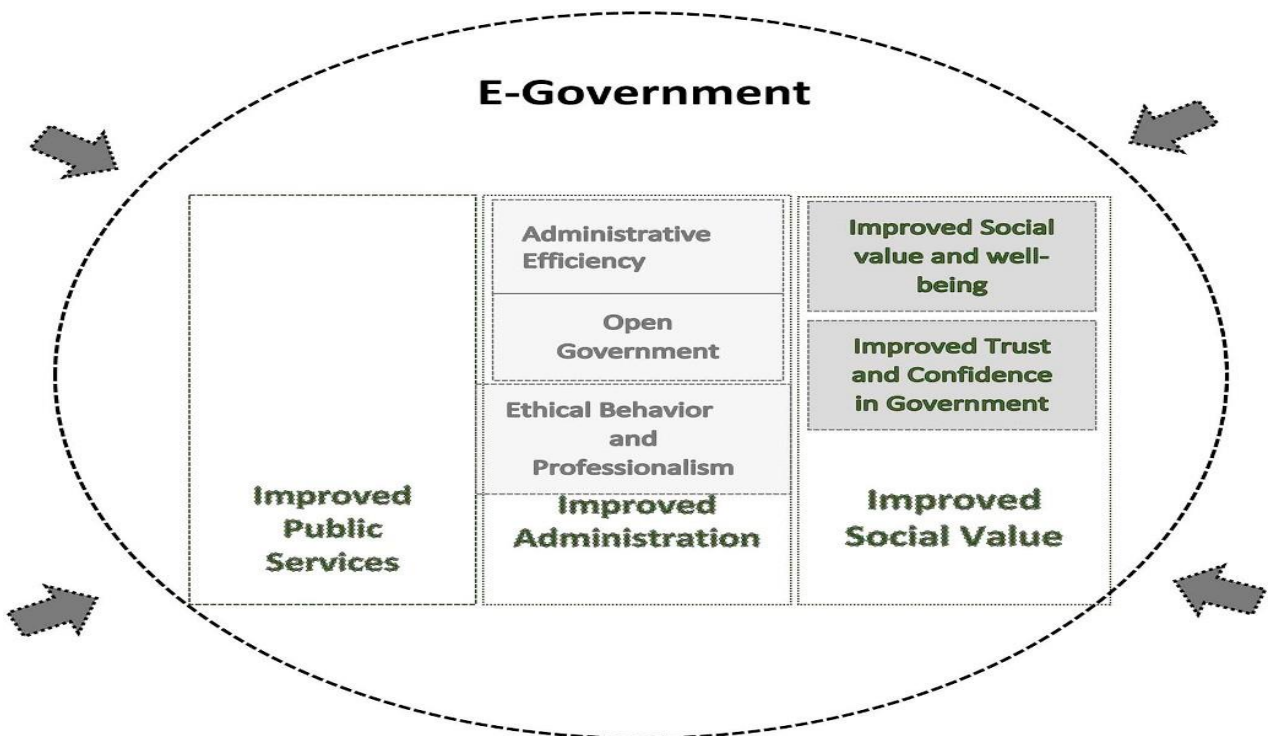 E-Government
Improved
Public
Services
Administrative
Efficiency
Open
Government
Ethical Behavior
and
Professionalism
Improved
Administration
Improved Social
value and well-
being
Improved Trust
and Confidence
in Government
Improved
Social Value